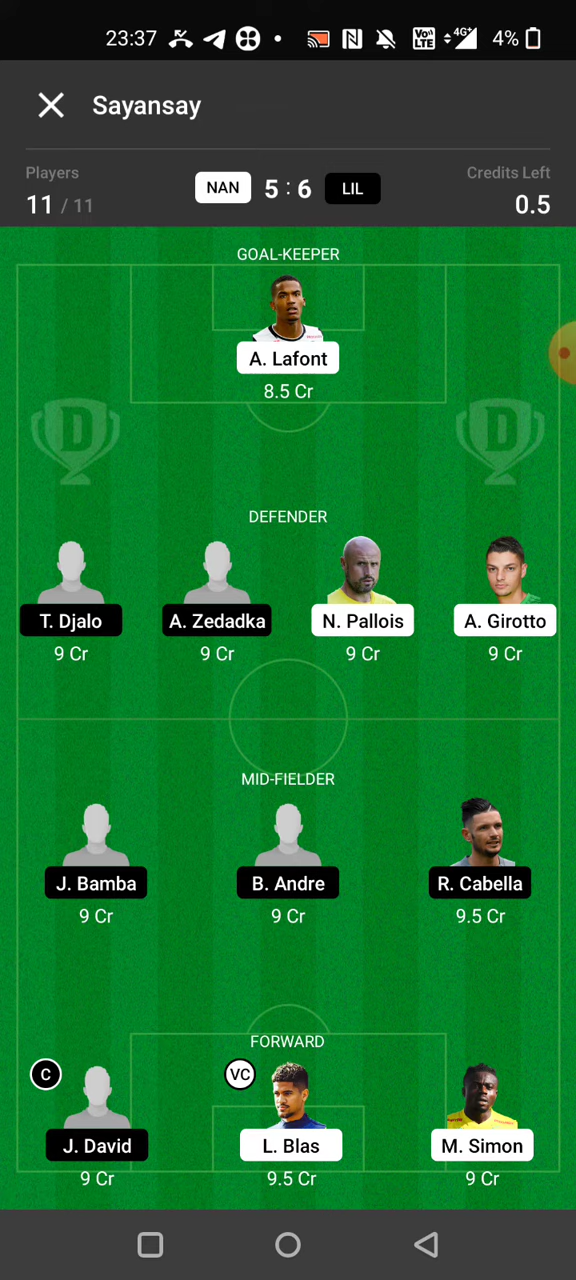 23:37
Vo))
LTE
4G+
4%
Sayansay
Players
11 / 11
NAN
5 : 6
LIL
Credits Left
0.5
GOAL-KEEPER
A. Lafont
8.5 Cr
D
D
DEFENDER
T. Djalo
A. Zedadka
N. Pallois
A. Girotto
9 Cr
9 Cr
9 Cr
9 Cr
MID-FIELDER
J. Bamba
B. Andre
R. Cabella
9 Cr
9 Cr
9.5 Cr
FORWARD
C
VC
J. David
L. Blas
M. Simon
9 Cr
9.5 Cr
9 Cr